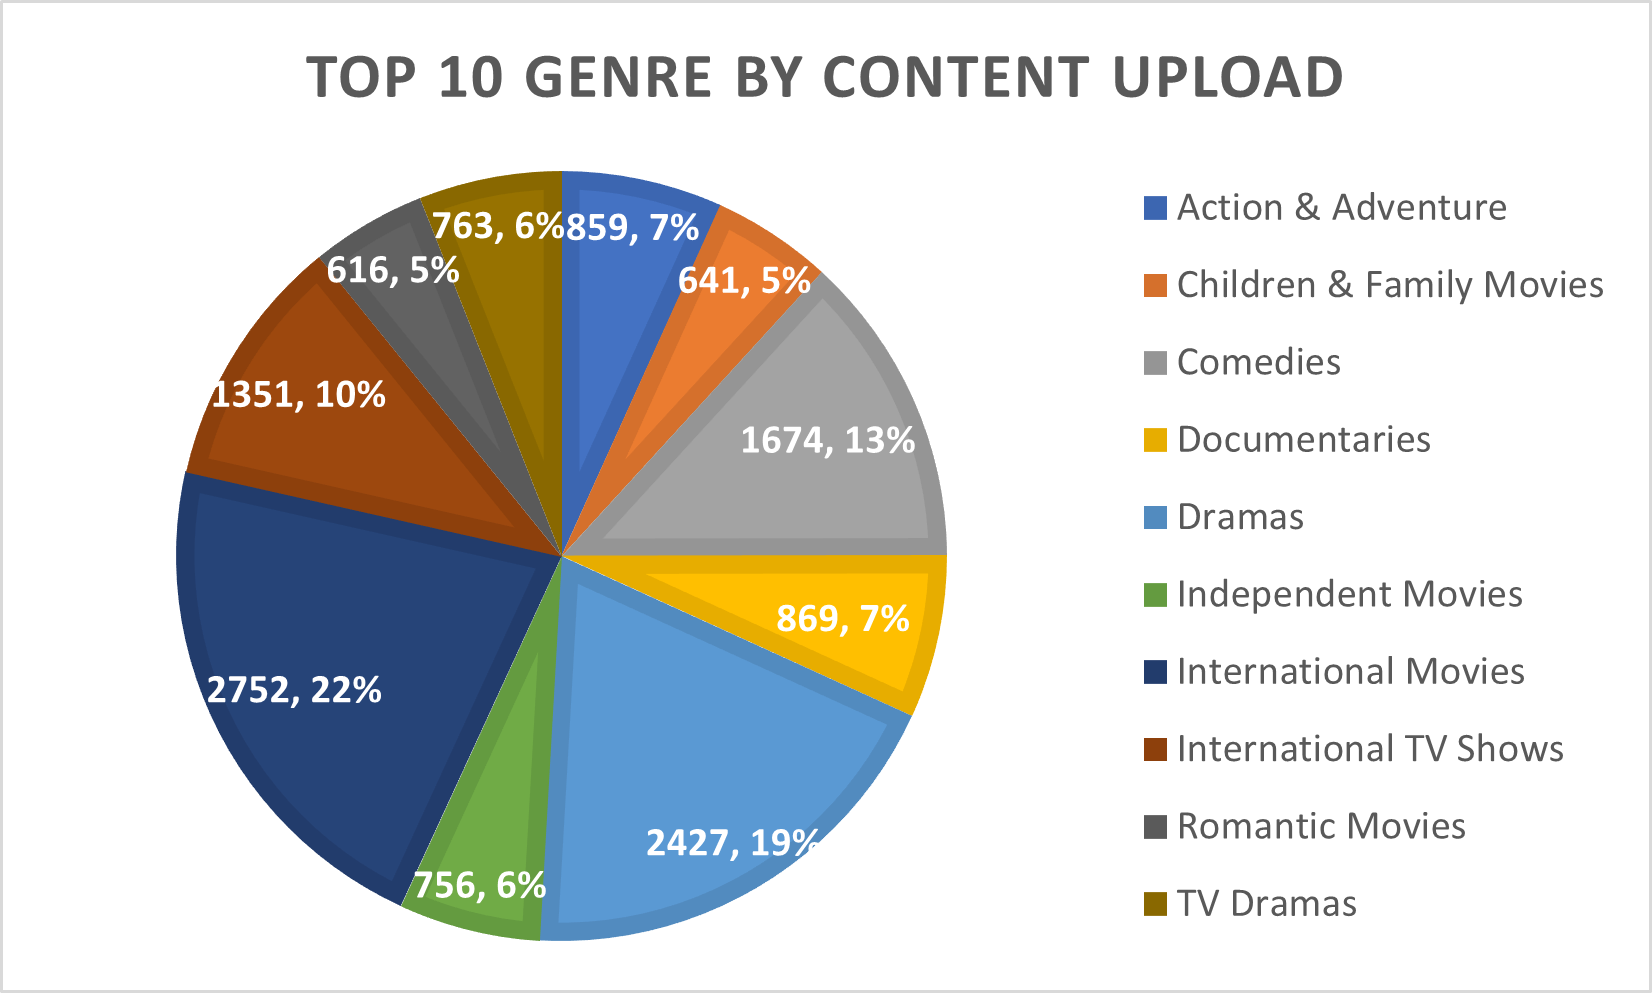 TOP 10 GENRE BY CONTENT UPLOAD
763, 6%
859, 7%
616, 5%
641, 5%
1351, 10%
1674, 13%
869, 7%
2752, 22%
2427, 19%
756, 6%
Action & Adventure
Children & Family Movies
Comedies
Documentaries
Dramas
Independent Movies
International Movies
International TV Shows
Romantic Movies
TV Dramas